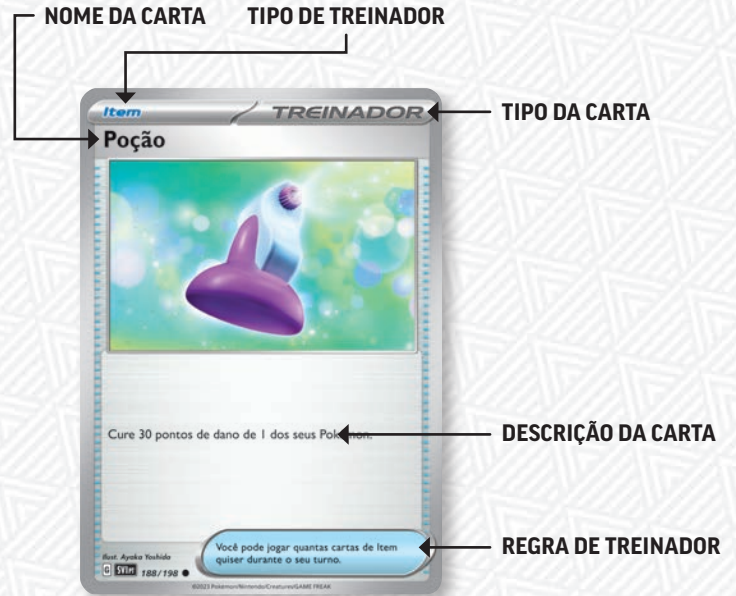 NOME DA CARTA
TIPO DE TREINADOR
Item
TREINADOR
TIPO DA CARTA
Poção
Cure 30 pontos de dano de 1 dos seus Pokémon.
DESCRIÇÃO DA CARTA
Você pode jogar quantas cartas de Item
quiser durante o seu turno.
REGRA DE TREINADOR
Ilust. Ayaka Yoshida
G SVI PT 188/198
©2023 Pokémon/Nintendo/Creatures/GAME FREAK